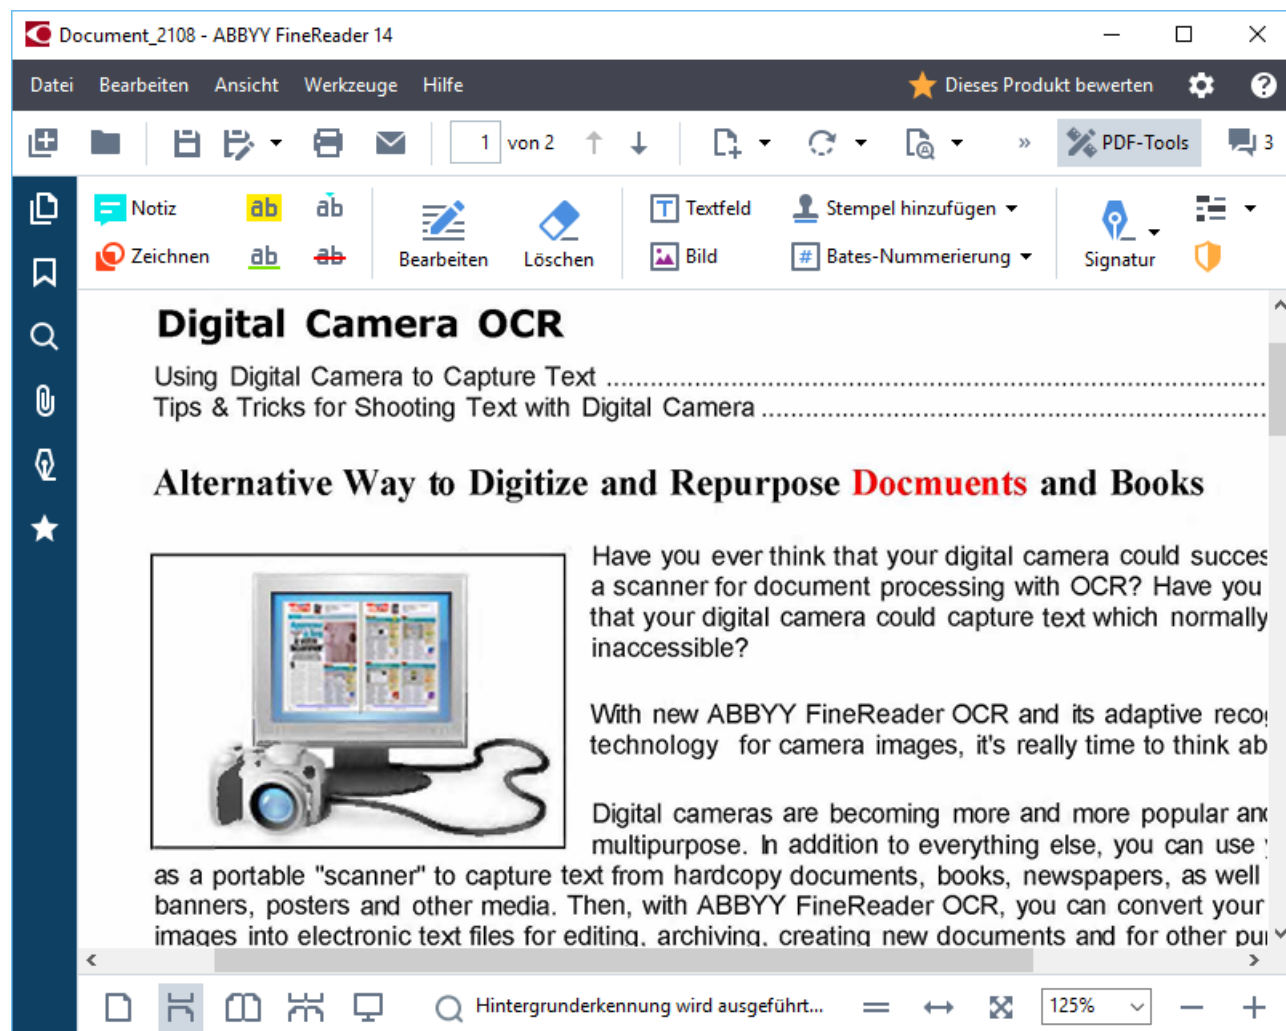 Document_2108 - ABBYY FineReader 14
Datei Bearbeiten Ansicht Werkzeuge Hilfe Dieses Produkt bewerten
1 von 2 » PDF-Tools 3
Notiz ab ab Textfeld Stempel hinzufügen
Zeichnen ab ab Bearbeiten Löschen Bild # Bates-Nummerierung Signatur
Digital Camera OCR
Using Digital Camera to Capture Text ................................................................
Tips & Tricks for Shooting Text with Digital Camera ................................................
Alternative Way to Digitize and Repurpose Docmuents and Books
Have you ever think that your digital camera could succes
a scanner for document processing with OCR? Have you
that your digital camera could capture text which normally
inaccessible?
With new ABBYY FineReader OCR and its adaptive reco
technology for camera images, it's really time to think ab
Digital cameras are becoming more and more popular and
multipurpose. In addition to everything else, you can use
as a portable "scanner" to capture text from hardcopy documents, books, newspapers, as well
banners, posters and other media. Then, with ABBYY FineReader OCR, you can convert your
images into electronic text files for editing, archiving, creating new documents and for other pu
Hintergrunderkennung wird ausgeführt... 125%